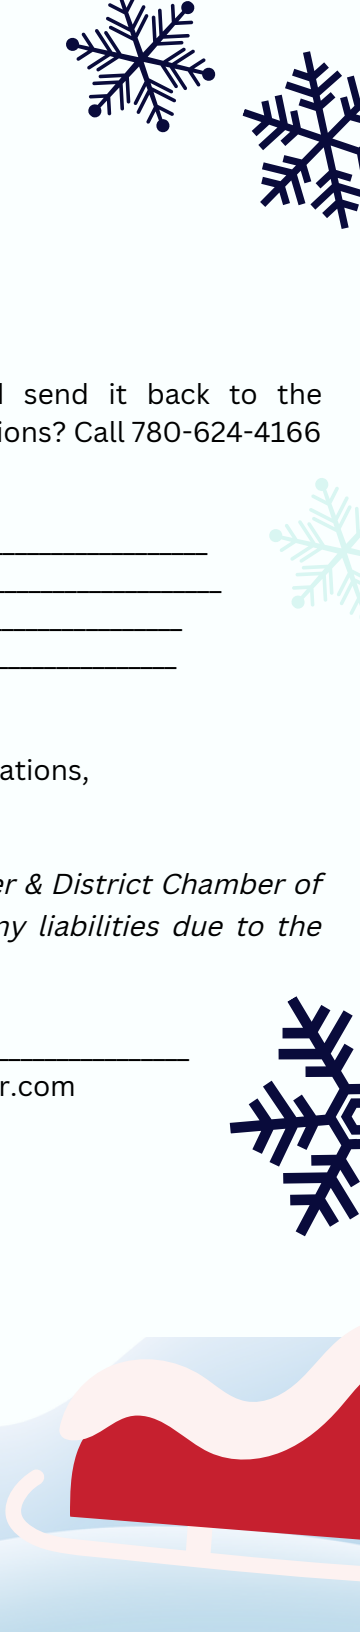 send it back to the
ions? Call 780-624-4166
ations,
er & District Chamber of
ny liabilities due to the
r.com